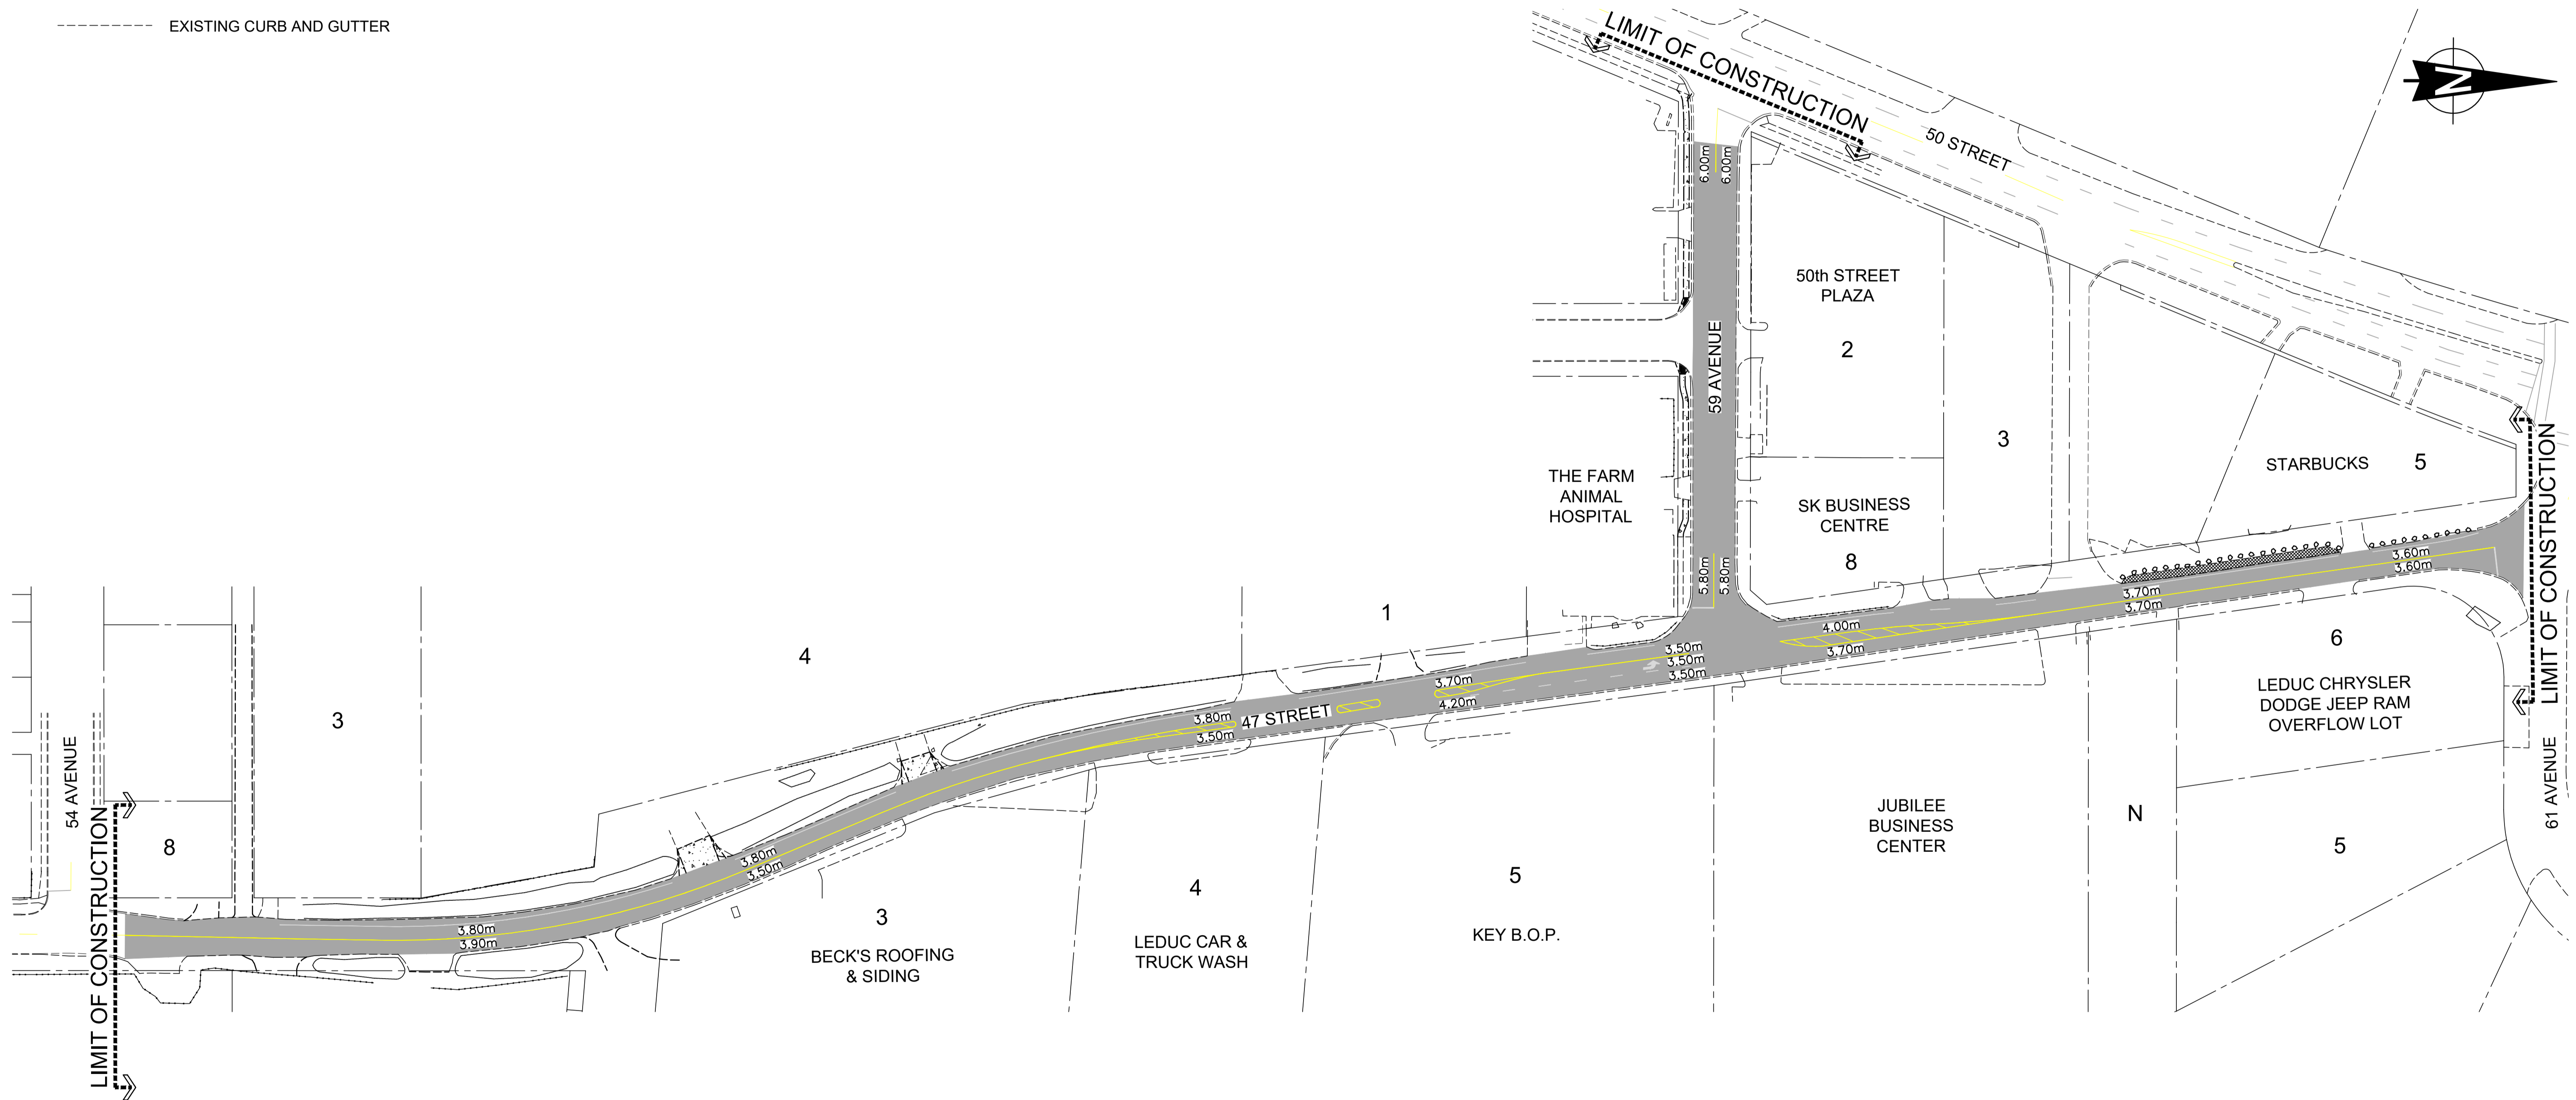 EXISTING CURB AND GUTTER
LIMIT OF CONSTRUCTION
50 STREET
N
6.00m
6.00m
50th STREET
PLAZA
2
59 AVENUE
3
THE FARM
ANIMAL
HOSPITAL
SK BUSINESS
CENTRE
8
5.80m
5.80m
STARBUCKS
5
LIMIT OF CONSTRUCTION
61 AVENUE
3.60m
3.60m
3.70m
3.70m
4.00m
3.70m
3.50m
3.50m
3.50m
3.70m
4.20m
47 STREET
3.80m
3.50m
3.80m
3.50m
3.80m
3.90m
1
4
3
8
54 AVENUE
LIMIT OF CONSTRUCTION
6
LEDUC CHRYSLER
DODGE JEEP RAM
OVERFLOW LOT
5
N
JUBILEE
BUSINESS
CENTER
5
KEY B.O.P.
4
LEDUC CAR &
TRUCK WASH
3
BECK'S ROOFING
& SIDING